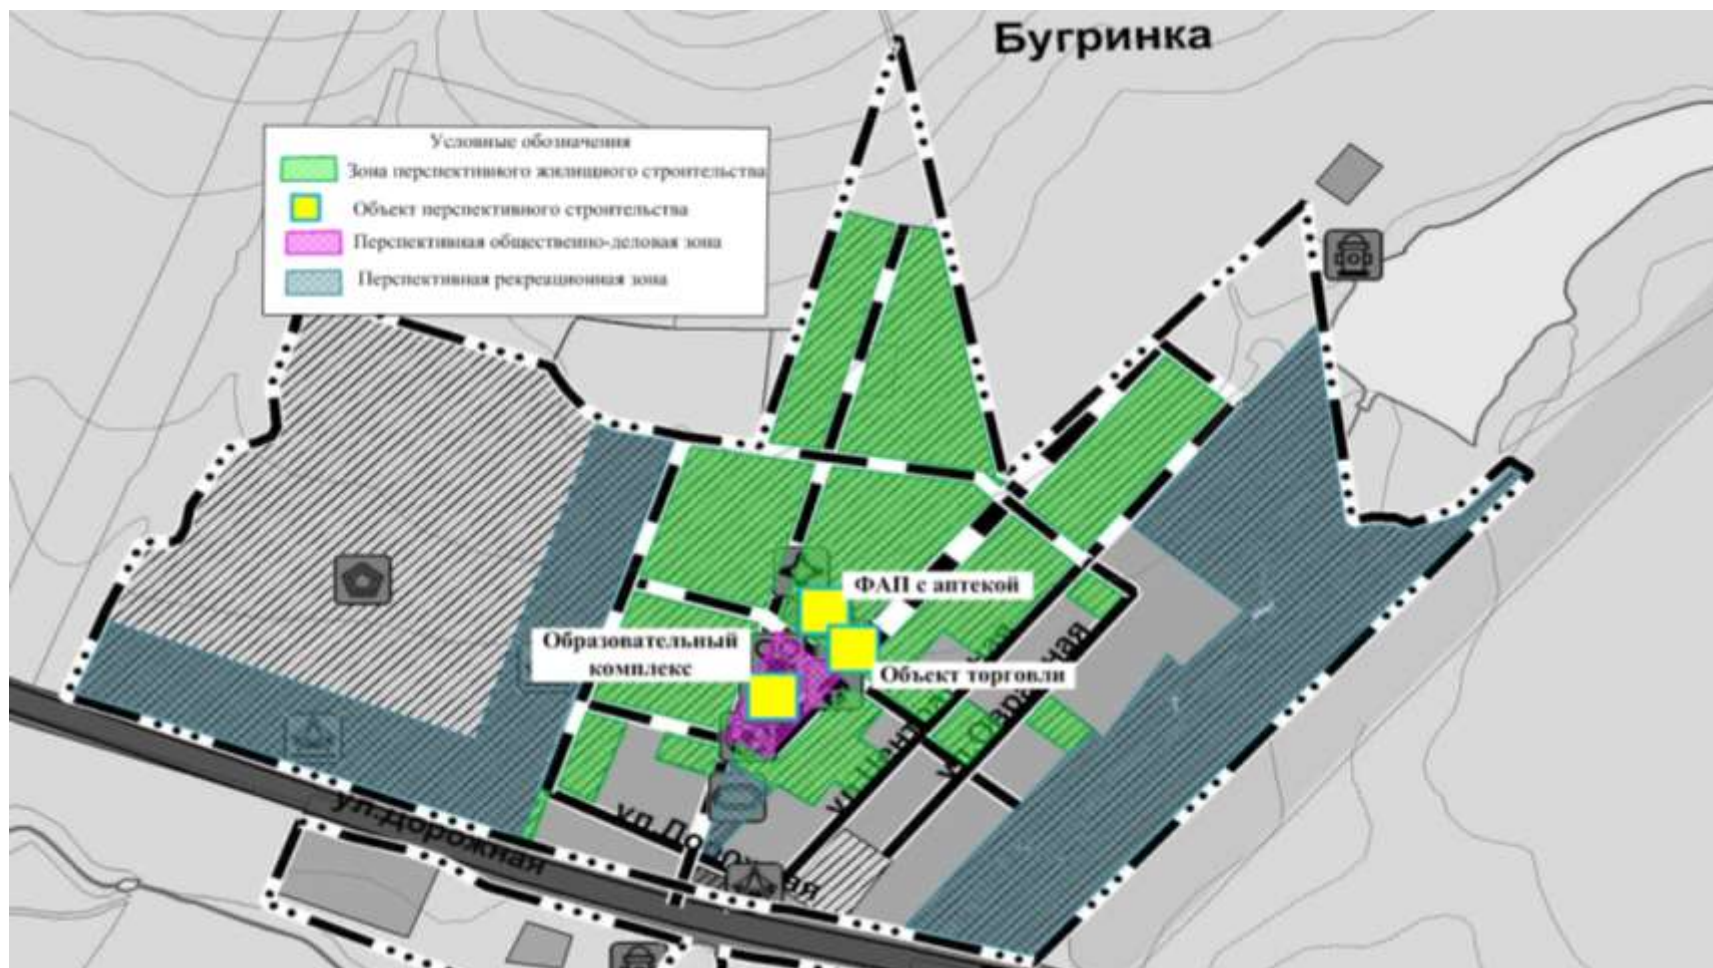 Бугринка
Условные обозначения
Зона перспективного жилищного строительства
Объект перспективного строительства
Перспективная общественно-деловая зона
Перспективная рекреационная зона
ФАП с аптекой
Образовательный
комплекс
Объект торговли
ул.Дорожная